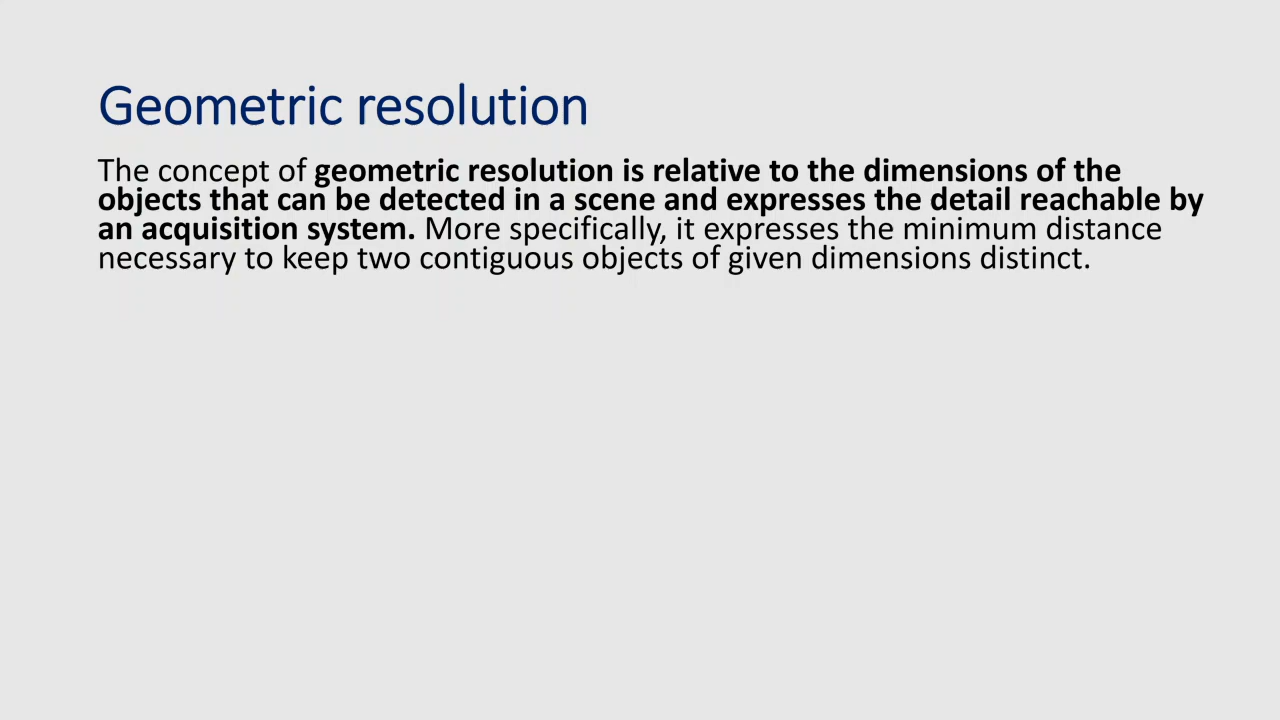 Geometric resolution
The concept of geometric resolution is relative to the dimensions of the
objects that can be detected in a scene and expresses the detail reachable by
an acquisition system. More specifically, it expresses the minimum distance
necessary to keep two contiguous objects of given dimensions distinct.